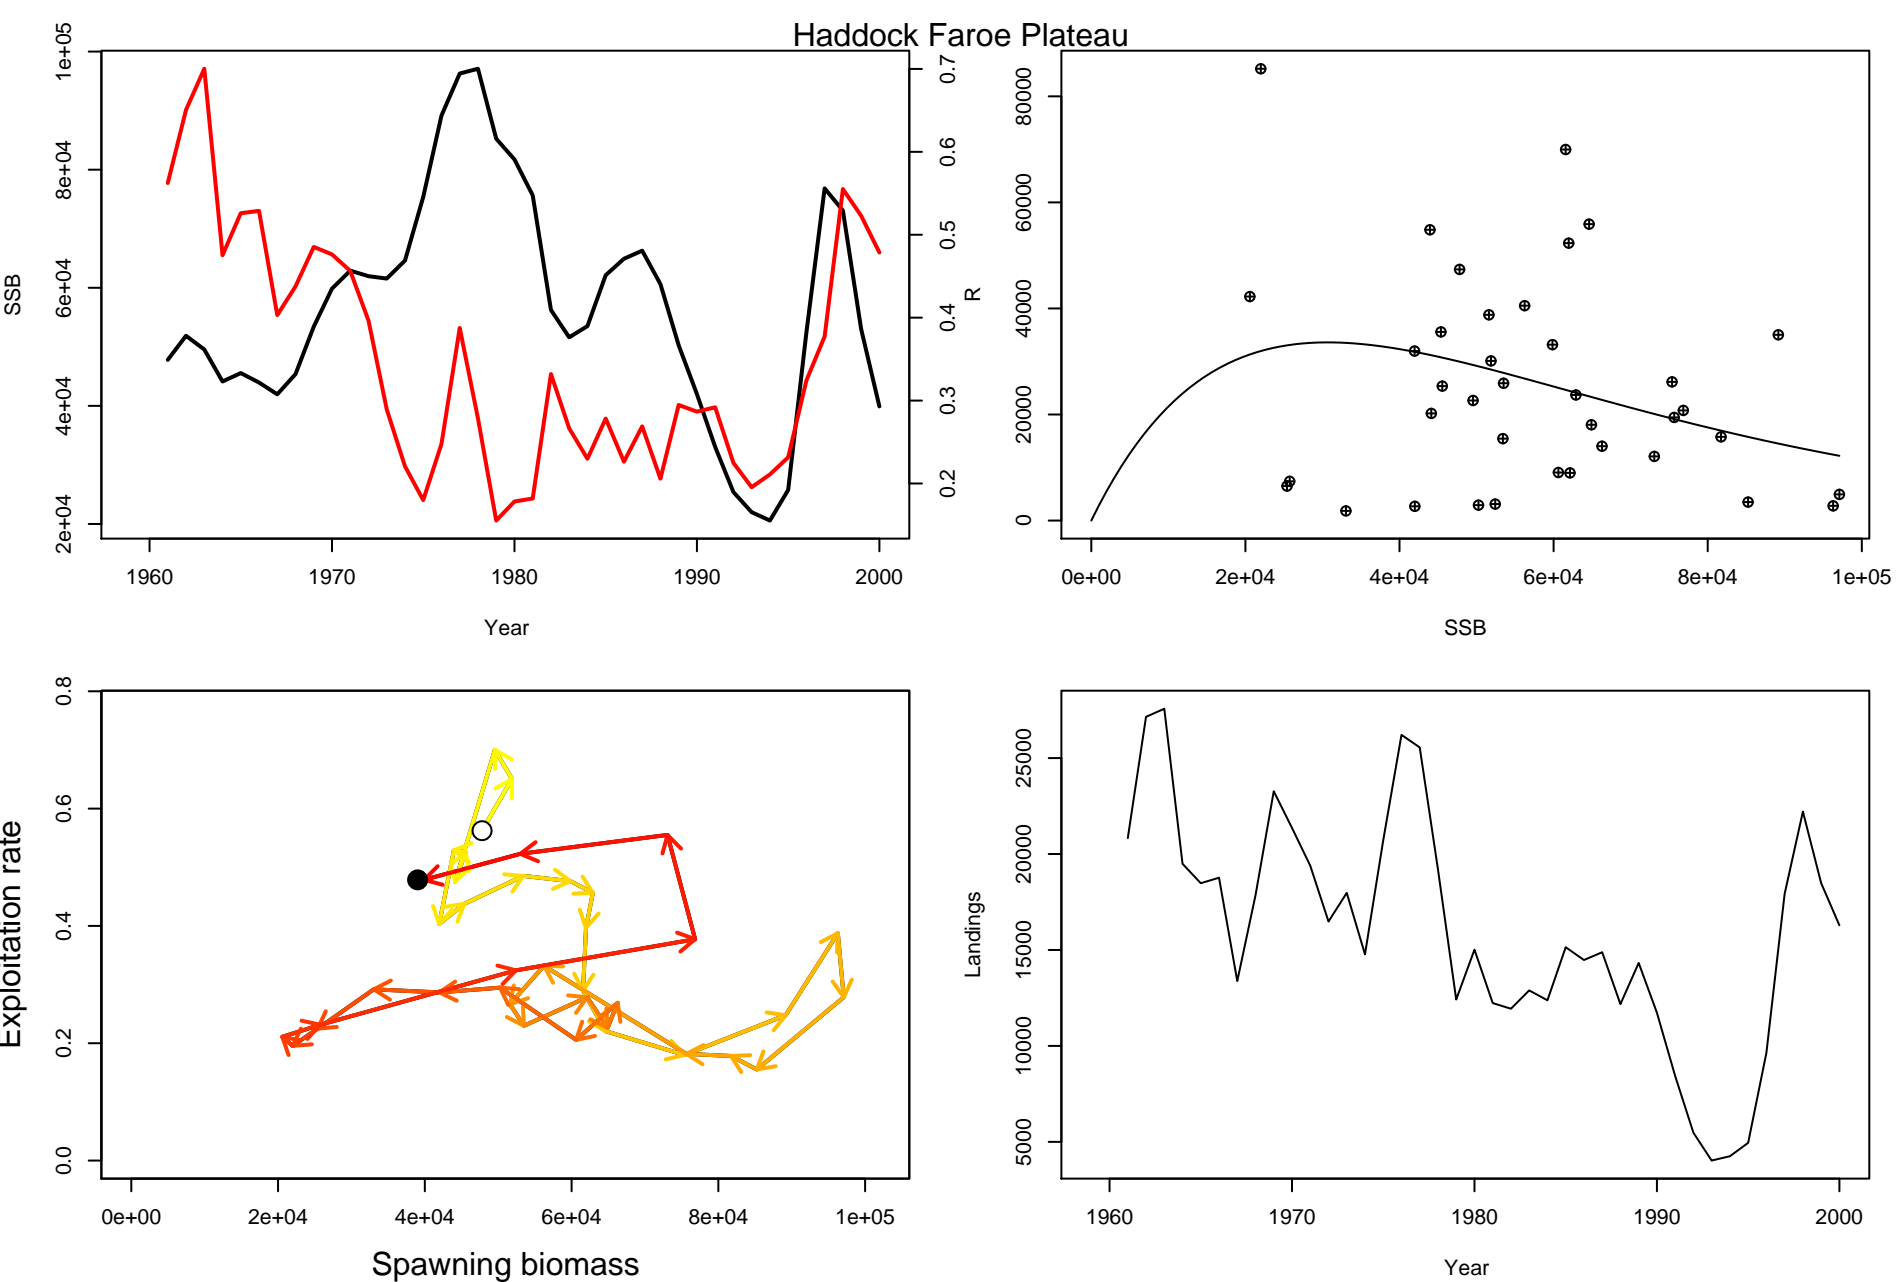 Haddock Faroe Plateau
1e+05
8e+04
6e+04
4e+04
2e+04
SSB
0.7
0.6
0.5
0.4
0.3
0.2
1960 1970 1980 1990 2000
Year
R
80000
60000
40000
20000
0
0e+00 2e+04 4e+04 6e+04 8e+04 1e+05
SSB
Exploitation rate
0.8
0.6
0.4
0.2
0.0
0e+00 2e+04 4e+04 6e+04 8e+04 1e+05
Spawning biomass
Landings
25000
20000
15000
10000
5000
1960 1970 1980 1990 2000
Year